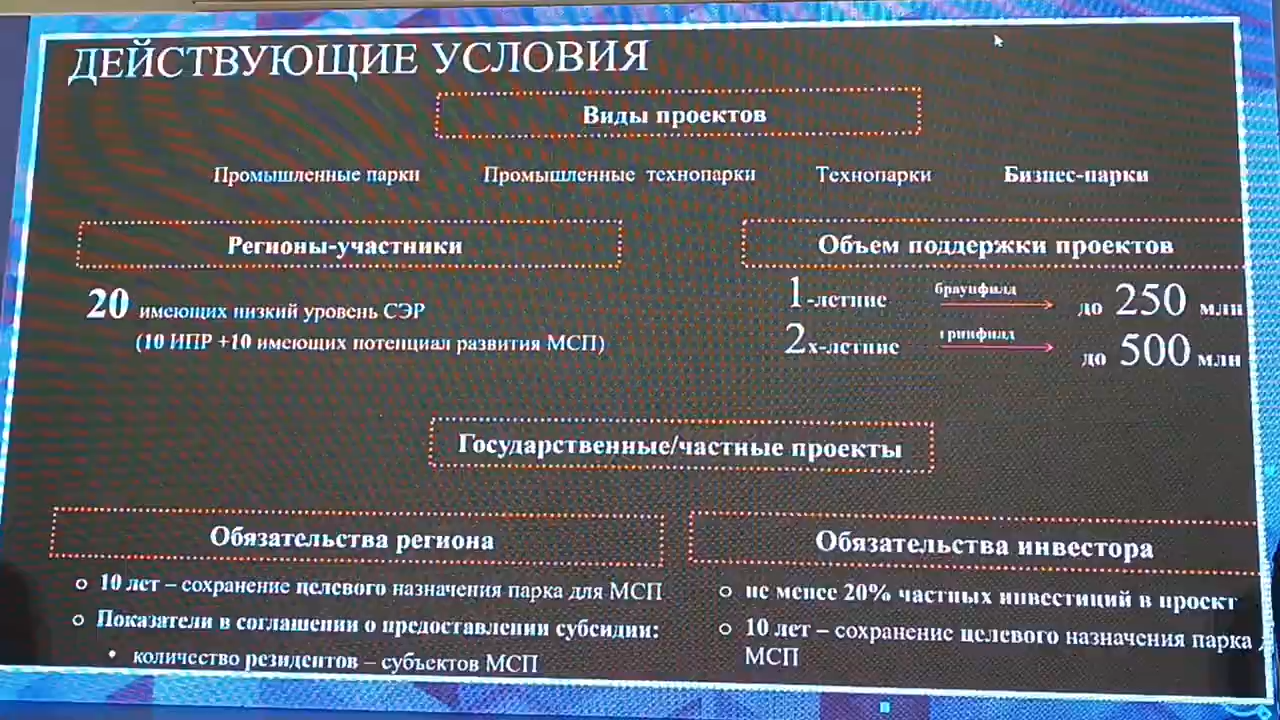 ДЕЙСТВУЮЩИЕ УСЛОВИЯ
Виды проектов
Промышленные парки Промышленные технопарки Технопарки Бизнес-парки
Регионы-участники
Объем поддержки проектов
20 имеющих низкий уровень СЭР
(10 ИПР +10 имеющих потенциал развития МСП)
1-летние браунфилд до 250 млн
2х-летние гринфилд до 500 млн
Государственные/частные проекты
Обязательства региона
10 лет – сохранение целевого назначения парка для МСП
Показатели в соглашении о предоставлении субсидии:
• количество резидентов – субъектов МСП
Обязательства инвестора
не менее 20% частных инвестиций в проект
10 лет – сохранение целевого назначения парка
МСП